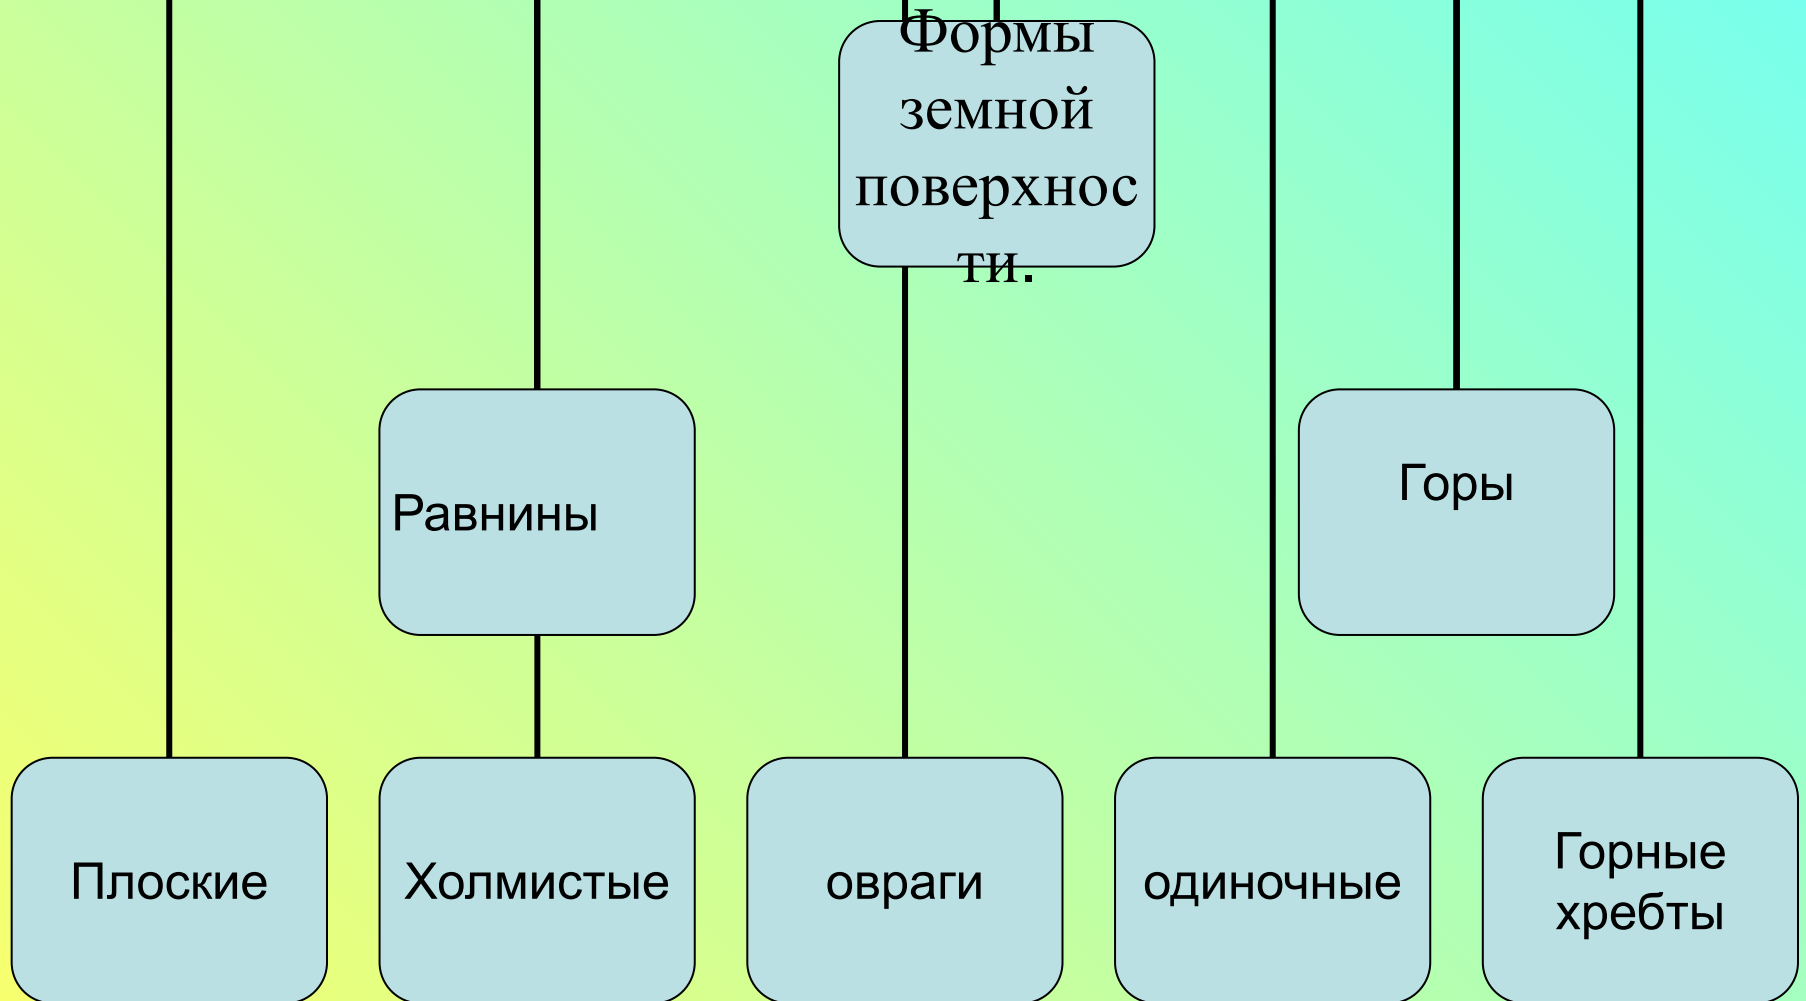 Формы
земной
поверхнос
ти.
Равнины
Горы
Плоские
Холмистые
овраги
одиночные
Горные
хребты